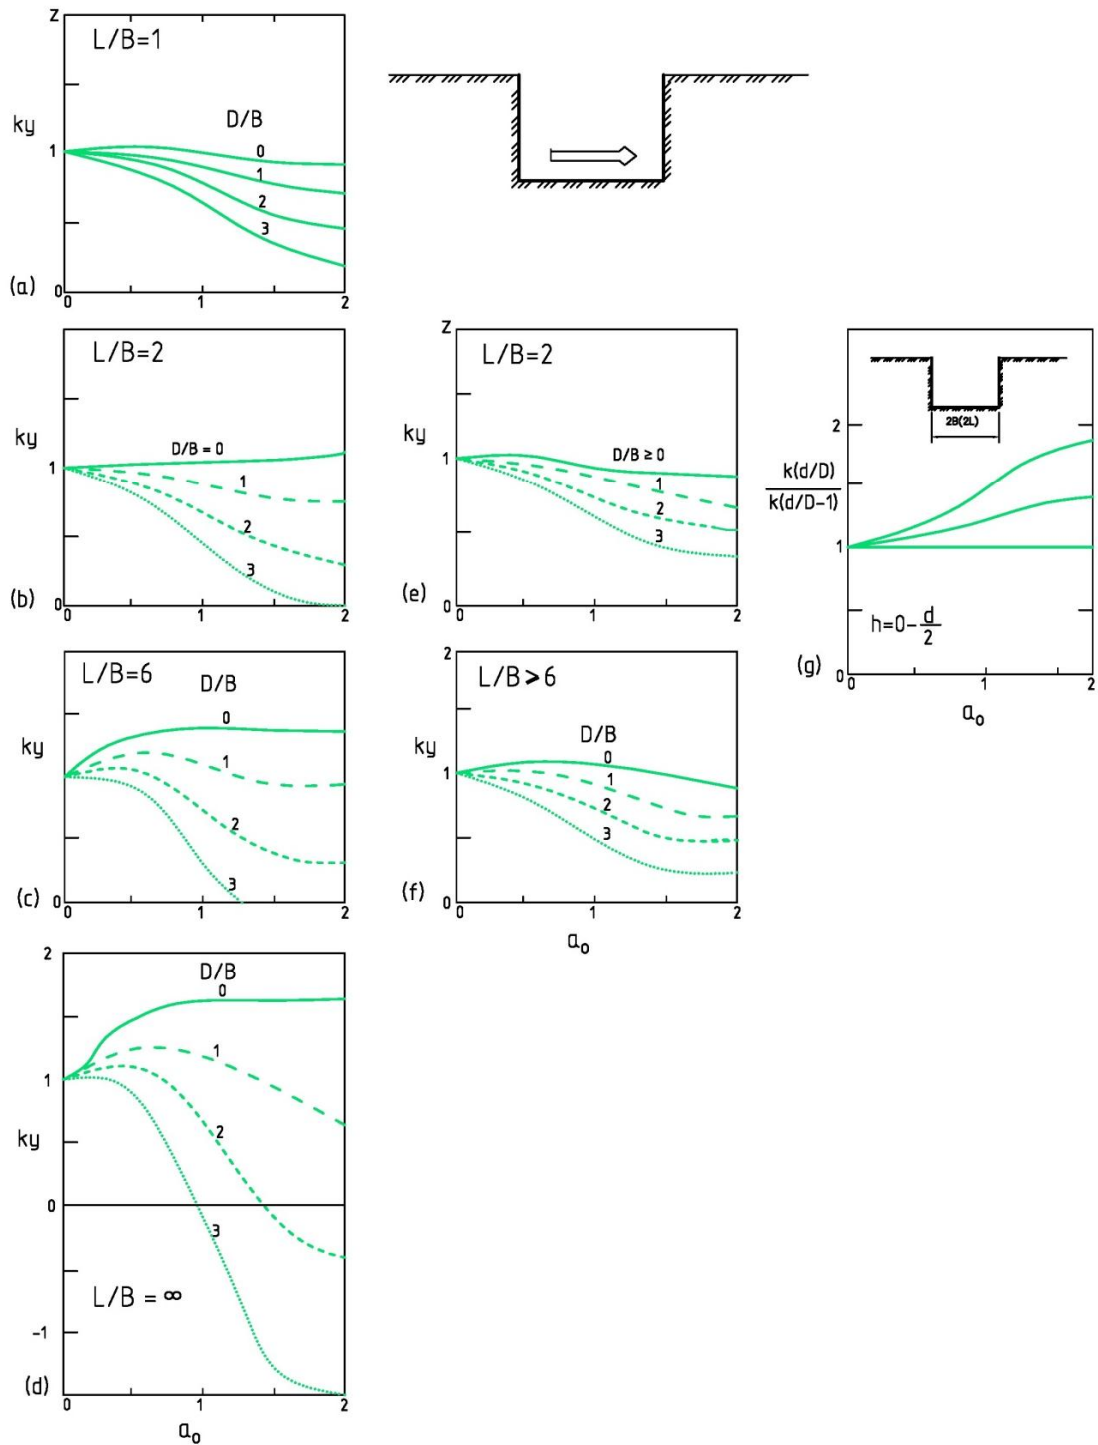 Z
L/B=1
D/B
ky
1
0
1
2
3
(a)
0
0
1
2
L/B=2
ky
1
D/B = 0
1
2
3
(b)
0
0
1
2
Z
L/B=2
ky
1
D/B ≥ 0
1
2
3
(e)
0
0
1
2
2B(2L)
2
k(d/D)
k(d/D-1)
1
h=0-d/2
(g)
0
0
1
2
a₀
L/B=6
D/B
ky
0
1
2
3
(c)
0
0
1
2
2
L/B≥6
D/B
ky
1
0
1
2
3
(f)
0
0
1
2
a₀
2
D/B
0
1
1
ky
2
0
3
L/B = ∞
-1
(d)
0
1
2
a₀